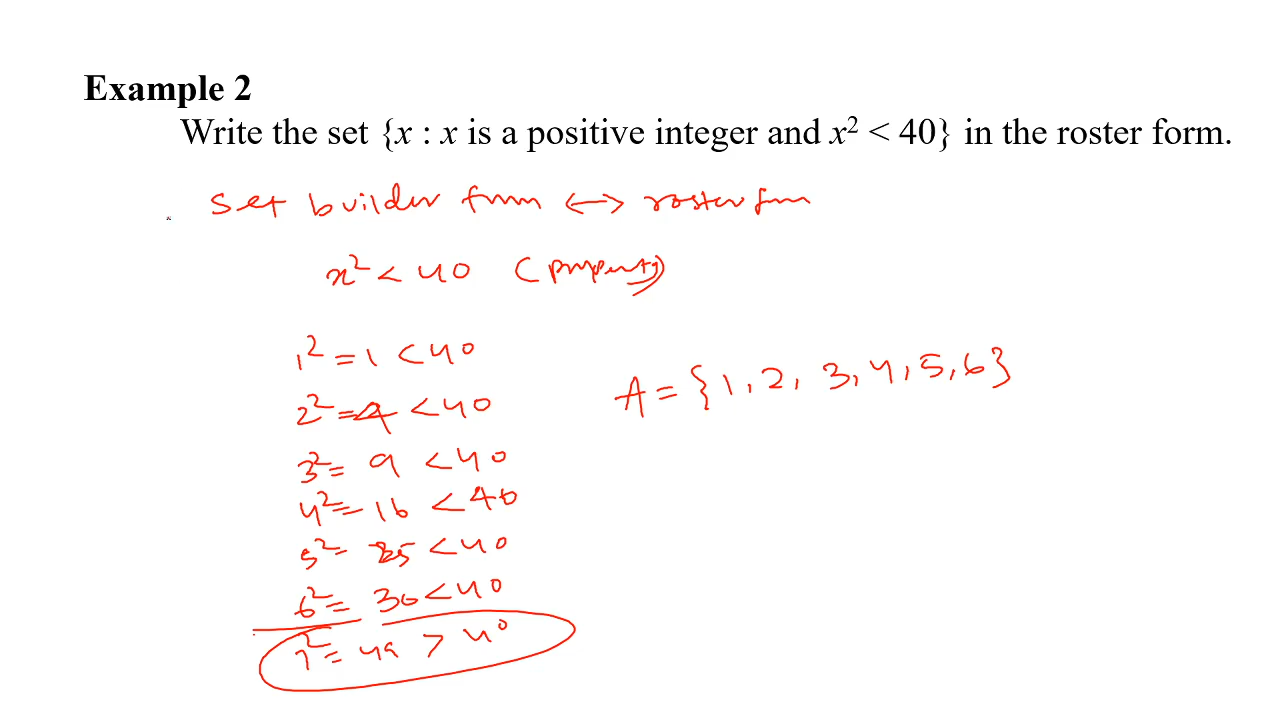 Example 2
Write the set {x : x is a positive integer and x² < 40} in the roster form.
Set builder form ↔ roster form
x² < 40 (property)
1² = 1 < 40
2² = 4 < 40
A = {1, 2, 3, 4, 5, 6}
3² = 9 < 40
4² = 16 < 40
5² = 25 < 40
6² = 36 < 40
7² = 49 > 40